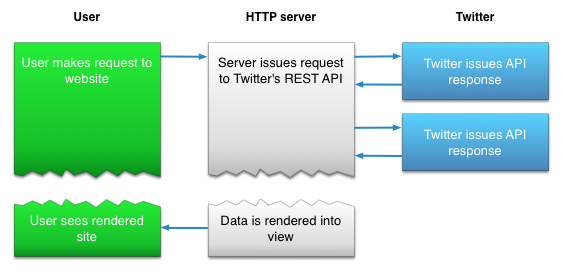 User
HTTP server
Twitter
User makes request to
website
Server issues request
to Twitter's REST API
Twitter issues API
response
Twitter issues API
response
User sees rendered
site
Data is rendered into
view